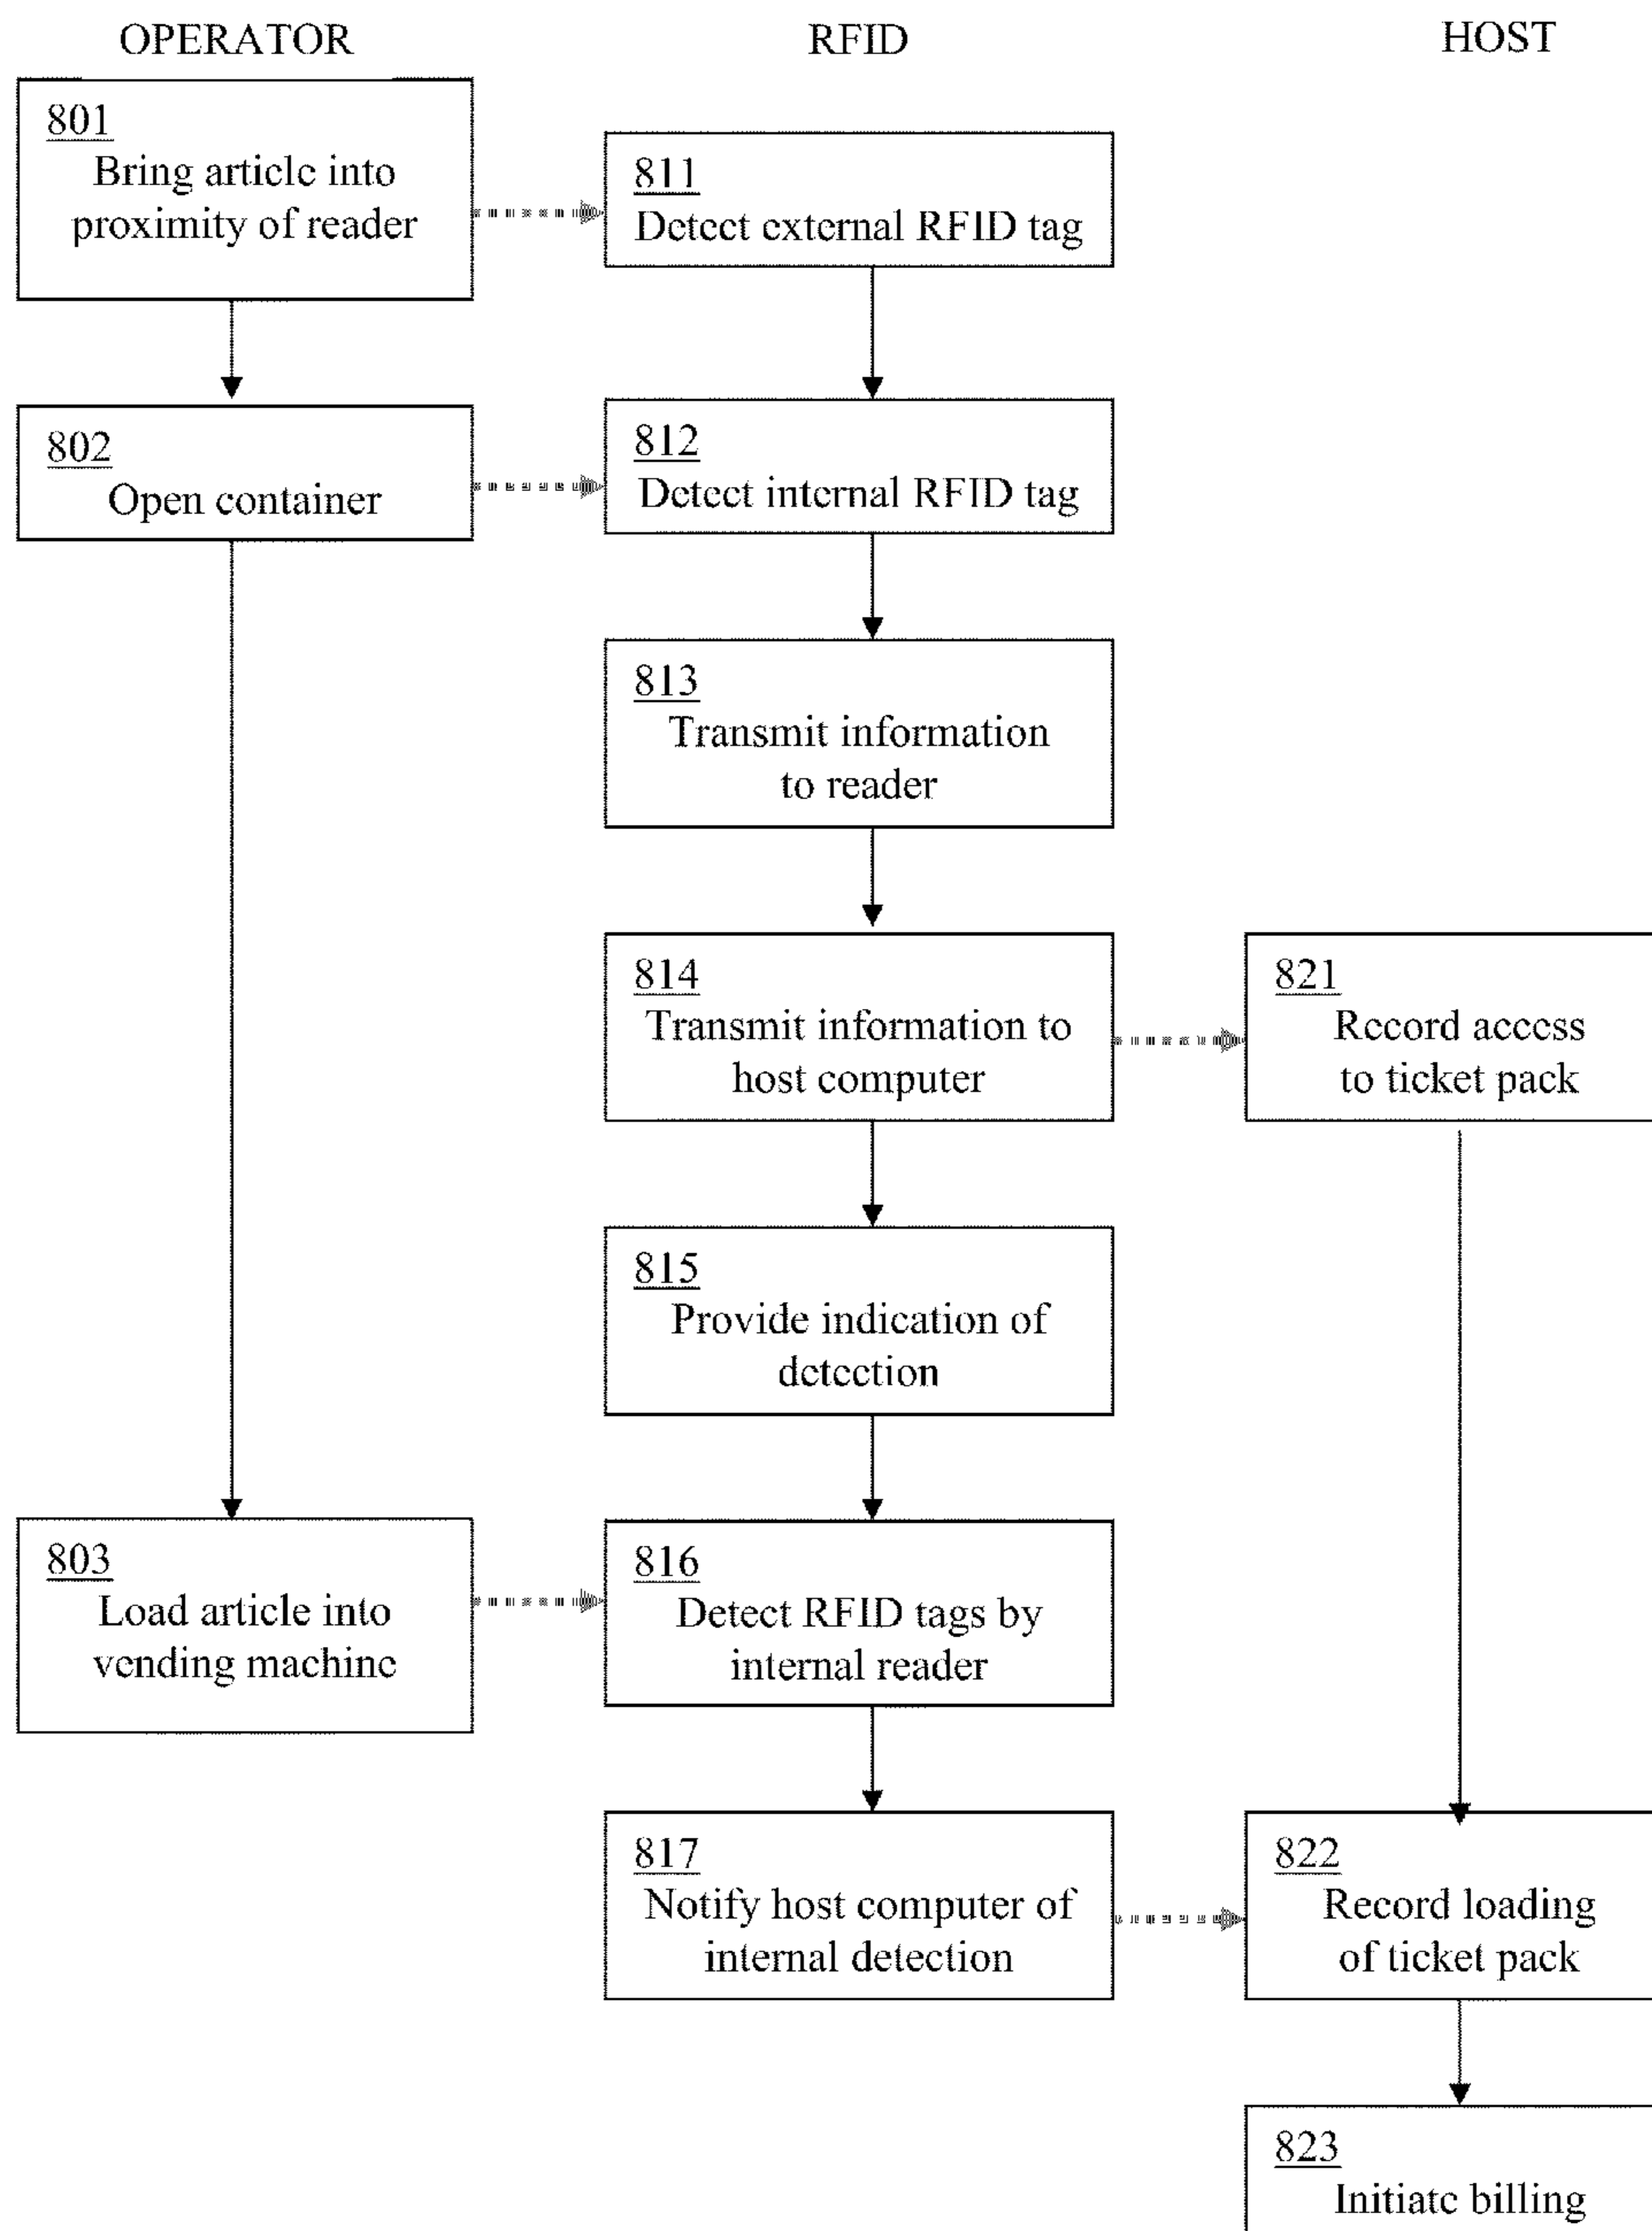 OPERATOR
RFID
HOST
801
Bring article into
proximity of reader
811
Detect external RFID tag
802
Open container
812
Detect internal RFID tag
813
Transmit information
to reader
814
Transmit information to
host computer
821
Record access
to ticket pack
815
Provide indication of
detection
803
Load article into
vending machine
816
Detect RFID tags by
internal reader
817
Notify host computer of
internal detection
822
Record loading
of ticket pack
823
Initiate billing